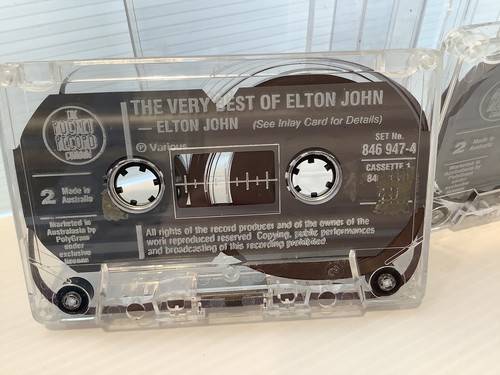 THE VERY BEST OF ELTON JOHN
— ELTON JOHN (See Inlay Card for Details)
THE
ROCKET
RECORD
COMPANY
Ⓟ Various
SET No.
846 947-4
CASSETTE 1
84
2 Made in
Australia
Marketed in
Australasia by
PolyGram
under
exclusive
licence
All rights of the record producer and of the owner of the
work reproduced reserved. Copying, public performances
and broadcasting of this recording prohibited.
2